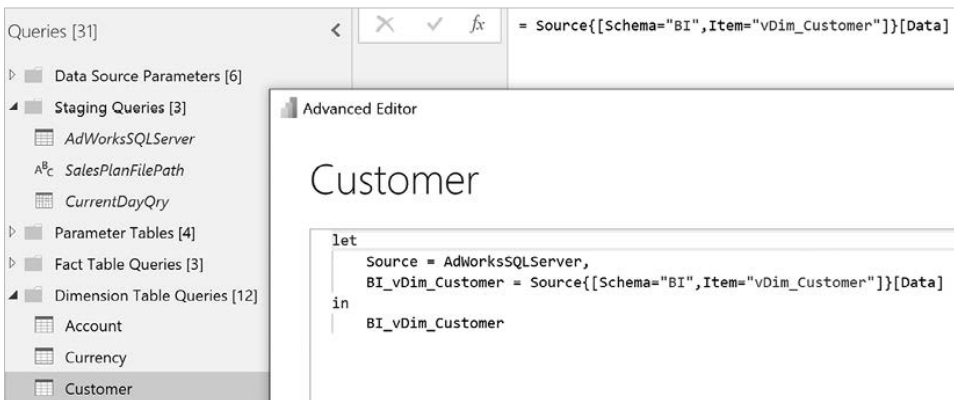 Queries [31]
= Source{[Schema="BI",Item="vDim_Customer"]}[Data]
Data Source Parameters [6]
Staging Queries [3]
AdWorksSQLServer
ABC SalesPlanFilePath
CurrentDayQry
Parameter Tables [4]
Fact Table Queries [3]
Dimension Table Queries [12]
Account
Currency
Customer
fx
Advanced Editor
Customer
let
Source = AdWorksSQLServer,
BI_vDim_Customer = Source{[Schema="BI",Item="vDim_Customer"]}[Data]
in
BI_vDim_Customer